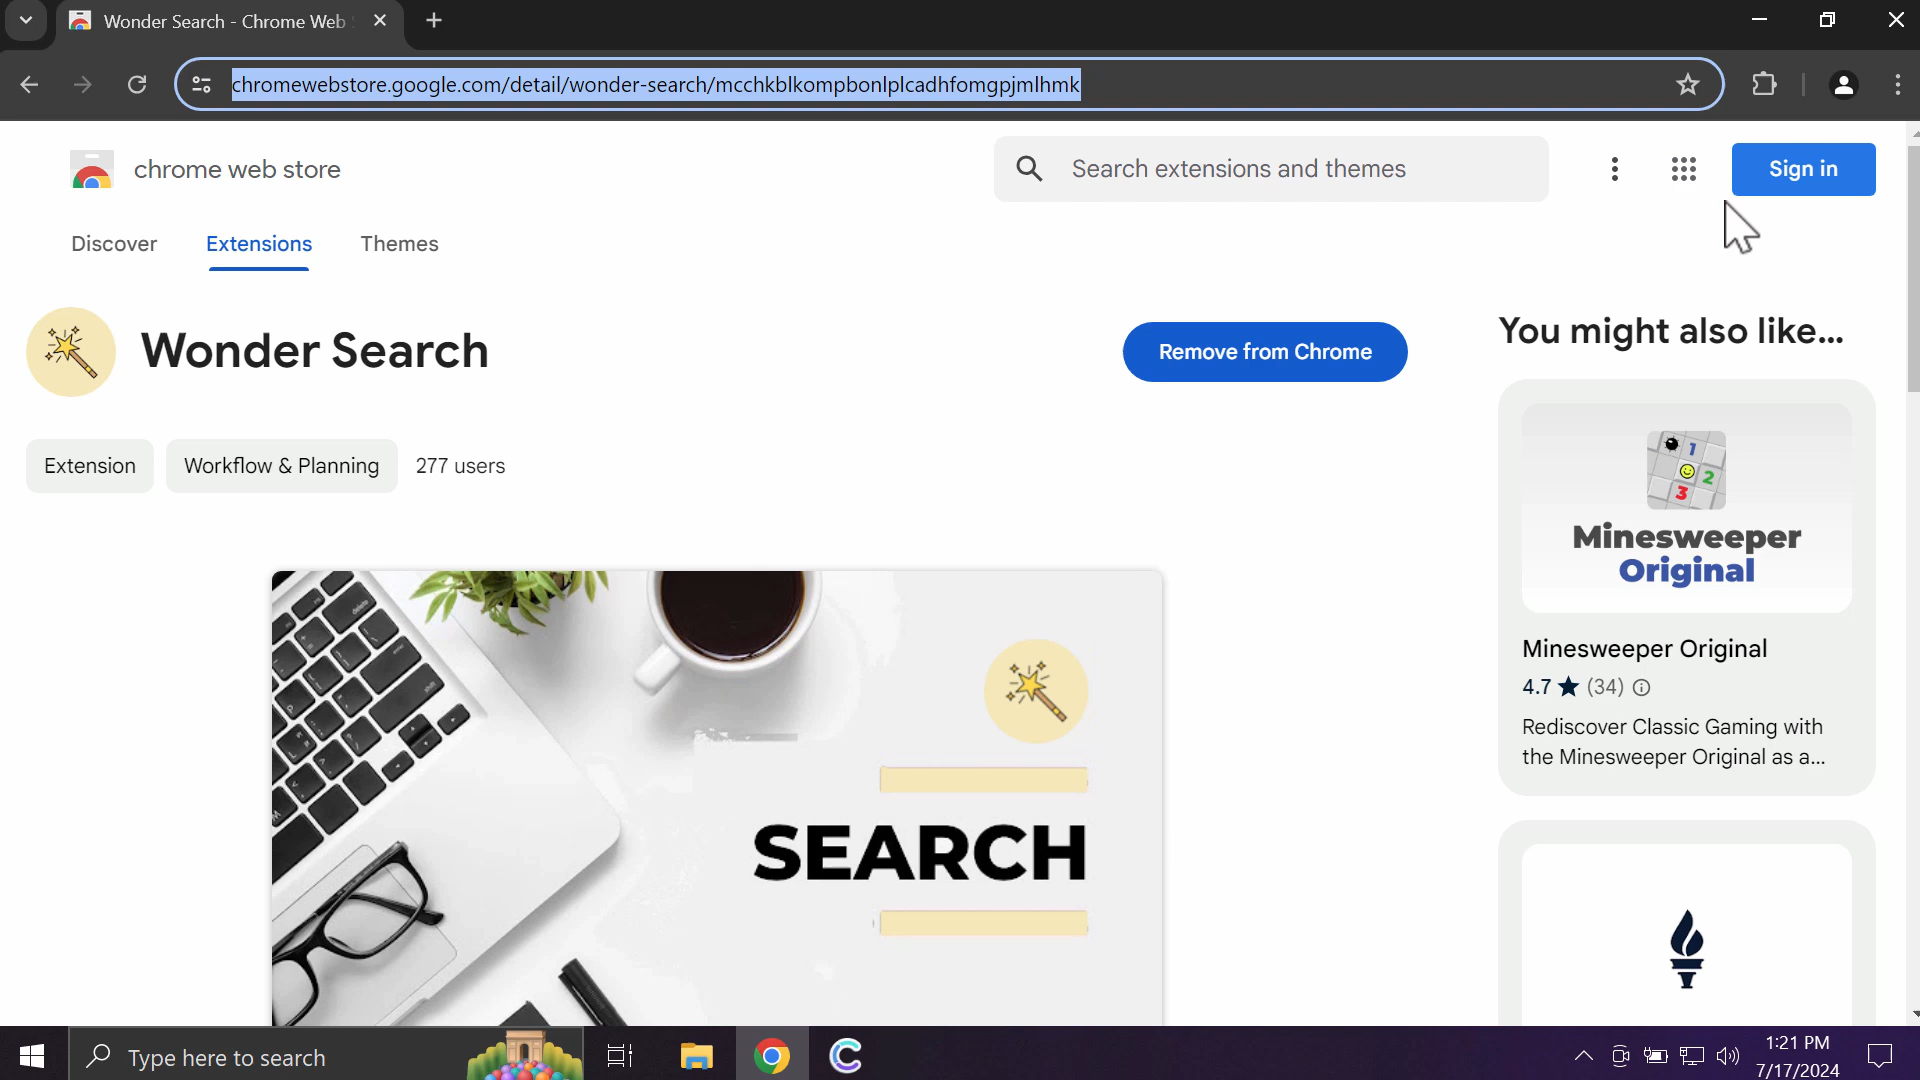 Wonder Search - Chrome Web
chromewebstore.google.com/detail/wonder-search/mcchkblkompbonlplcadhfomgpjmlhmk
chrome web store
Search extensions and themes
Sign in
Discover
Extensions
Themes
Wonder Search
Remove from Chrome
Extension
Workflow & Planning
277 users
SEARCH
You might also like...
1
2
3
Minesweeper
Original
Minesweeper Original
4.7 ★ (34)
Rediscover Classic Gaming with
the Minesweeper Original as a...
Type here to search
1:21 PM
7/17/2024